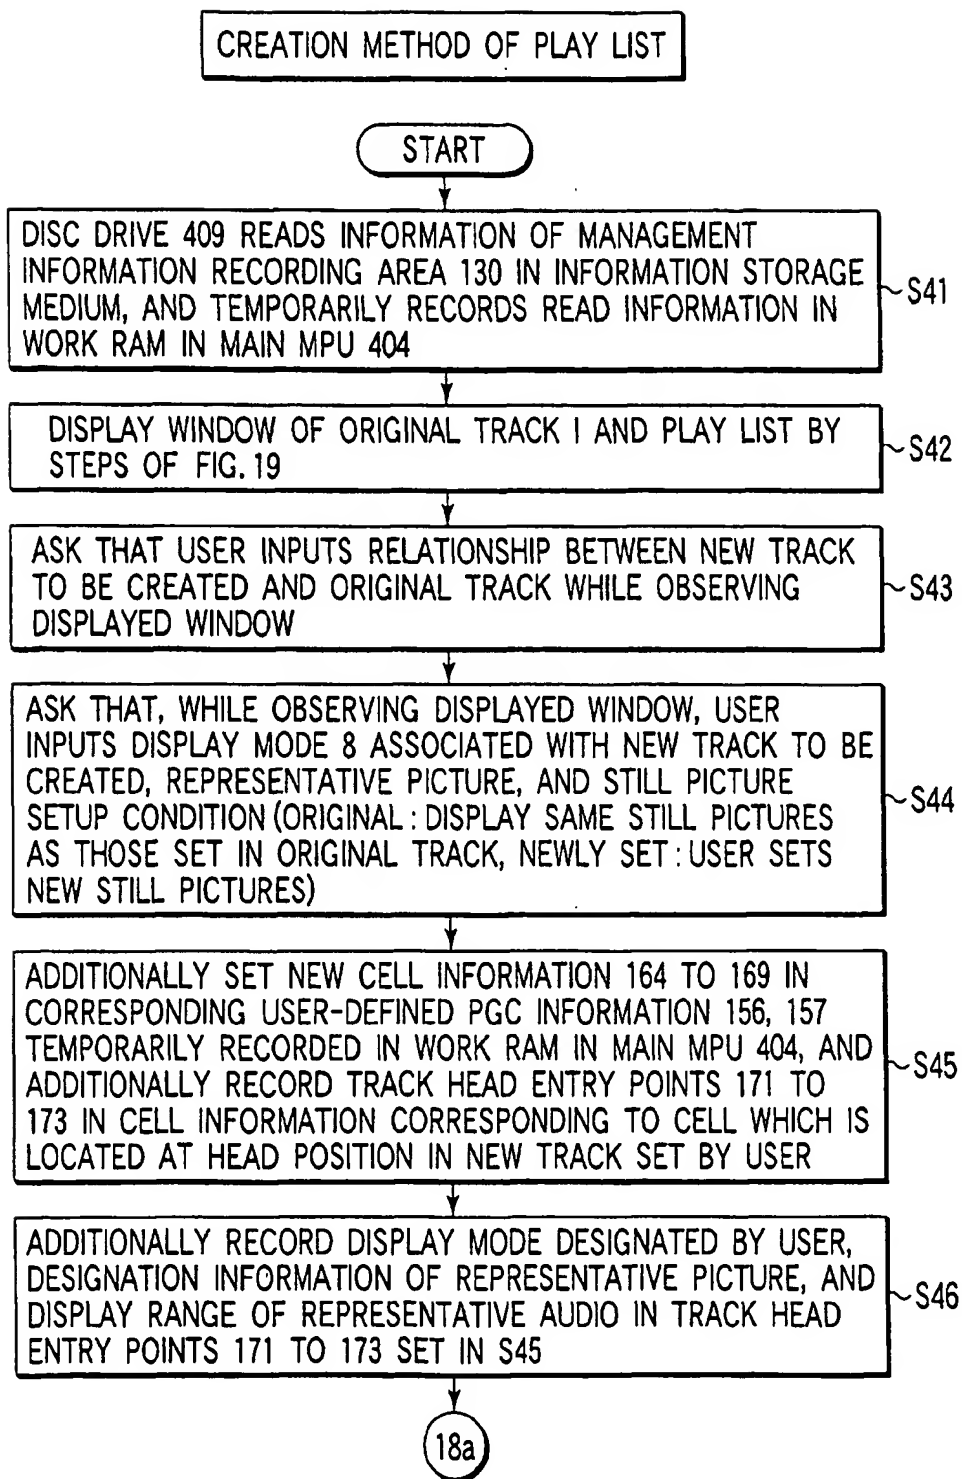 CREATION METHOD OF PLAY LIST
START
DISC DRIVE 409 READS INFORMATION OF MANAGEMENT
INFORMATION RECORDING AREA 130 IN INFORMATION STORAGE
MEDIUM, AND TEMPORARILY RECORDS READ INFORMATION IN
WORK RAM IN MAIN MPU 404
S41
DISPLAY WINDOW OF ORIGINAL TRACK I AND PLAY LIST BY
STEPS OF FIG. 19
S42
ASK THAT USER INPUTS RELATIONSHIP BETWEEN NEW TRACK
TO BE CREATED AND ORIGINAL TRACK WHILE OBSERVING
DISPLAYED WINDOW
S43
ASK THAT, WHILE OBSERVING DISPLAYED WINDOW, USER
INPUTS DISPLAY MODE 8 ASSOCIATED WITH NEW TRACK TO BE
CREATED, REPRESENTATIVE PICTURE, AND STILL PICTURE
SETUP CONDITION (ORIGINAL : DISPLAY SAME STILL PICTURES
AS THOSE SET IN ORIGINAL TRACK, NEWLY SET : USER SETS
NEW STILL PICTURES)
S44
ADDITIONALLY SET NEW CELL INFORMATION 164 TO 169 IN
CORRESPONDING USER-DEFINED PGC INFORMATION 156, 157
TEMPORARILY RECORDED IN WORK RAM IN MAIN MPU 404, AND
ADDITIONALLY RECORD TRACK HEAD ENTRY POINTS 171 TO
173 IN CELL INFORMATION CORRESPONDING TO CELL WHICH IS
LOCATED AT HEAD POSITION IN NEW TRACK SET BY USER
S45
ADDITIONALLY RECORD DISPLAY MODE DESIGNATED BY USER,
DESIGNATION INFORMATION OF REPRESENTATIVE PICTURE, AND
DISPLAY RANGE OF REPRESENTATIVE AUDIO IN TRACK HEAD
ENTRY POINTS 171 TO 173 SET IN S45
S46
18a